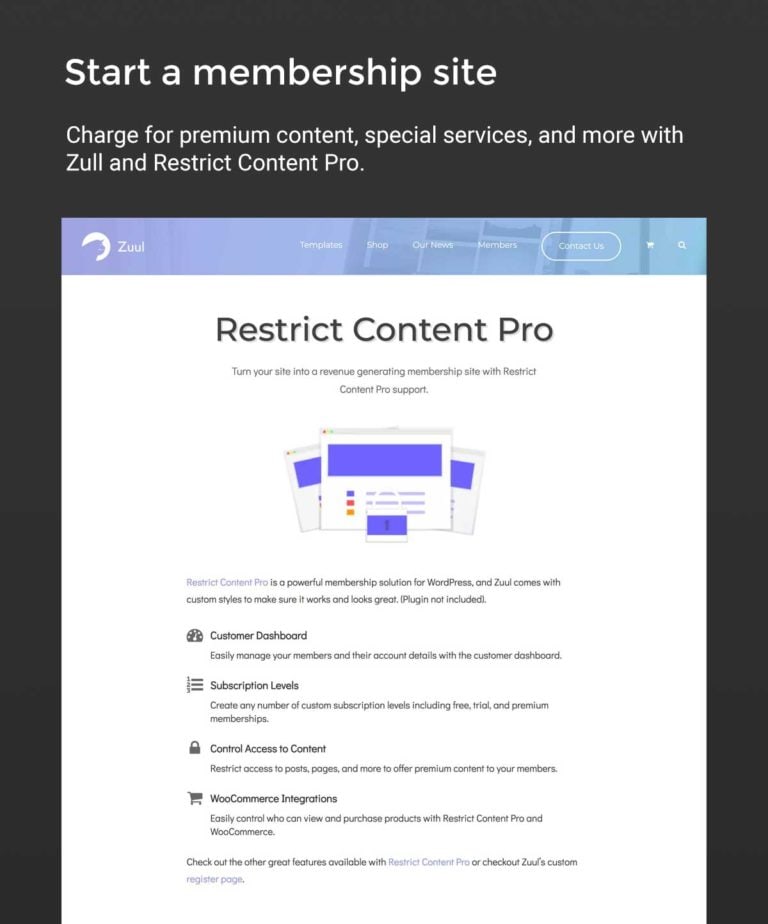 Start a membership site
Charge for premium content, special services, and more with
Zull and Restrict Content Pro.
Zuul
Templates
Shop
Our News
Members
Contact Us
Restrict Content Pro
Turn your site into a revenue generating membership site with Restrict
Content Pro support.
Restrict Content Pro is a powerful membership solution for WordPress, and Zuul comes with
custom styles to make sure it works and looks great. (Plugin not included).
Customer Dashboard
Easily manage your members and their account details with the customer dashboard.
Subscription Levels
Create any number of custom subscription levels including free, trial, and premium
memberships.
Control Access to Content
Restrict access to posts, pages, and more to offer premium content to your members.
WooCommerce Integrations
Easily control who can view and purchase products with Restrict Content Pro and
WooCommerce.
Check out the other great features available with Restrict Content Pro or checkout Zuul's custom
register page.